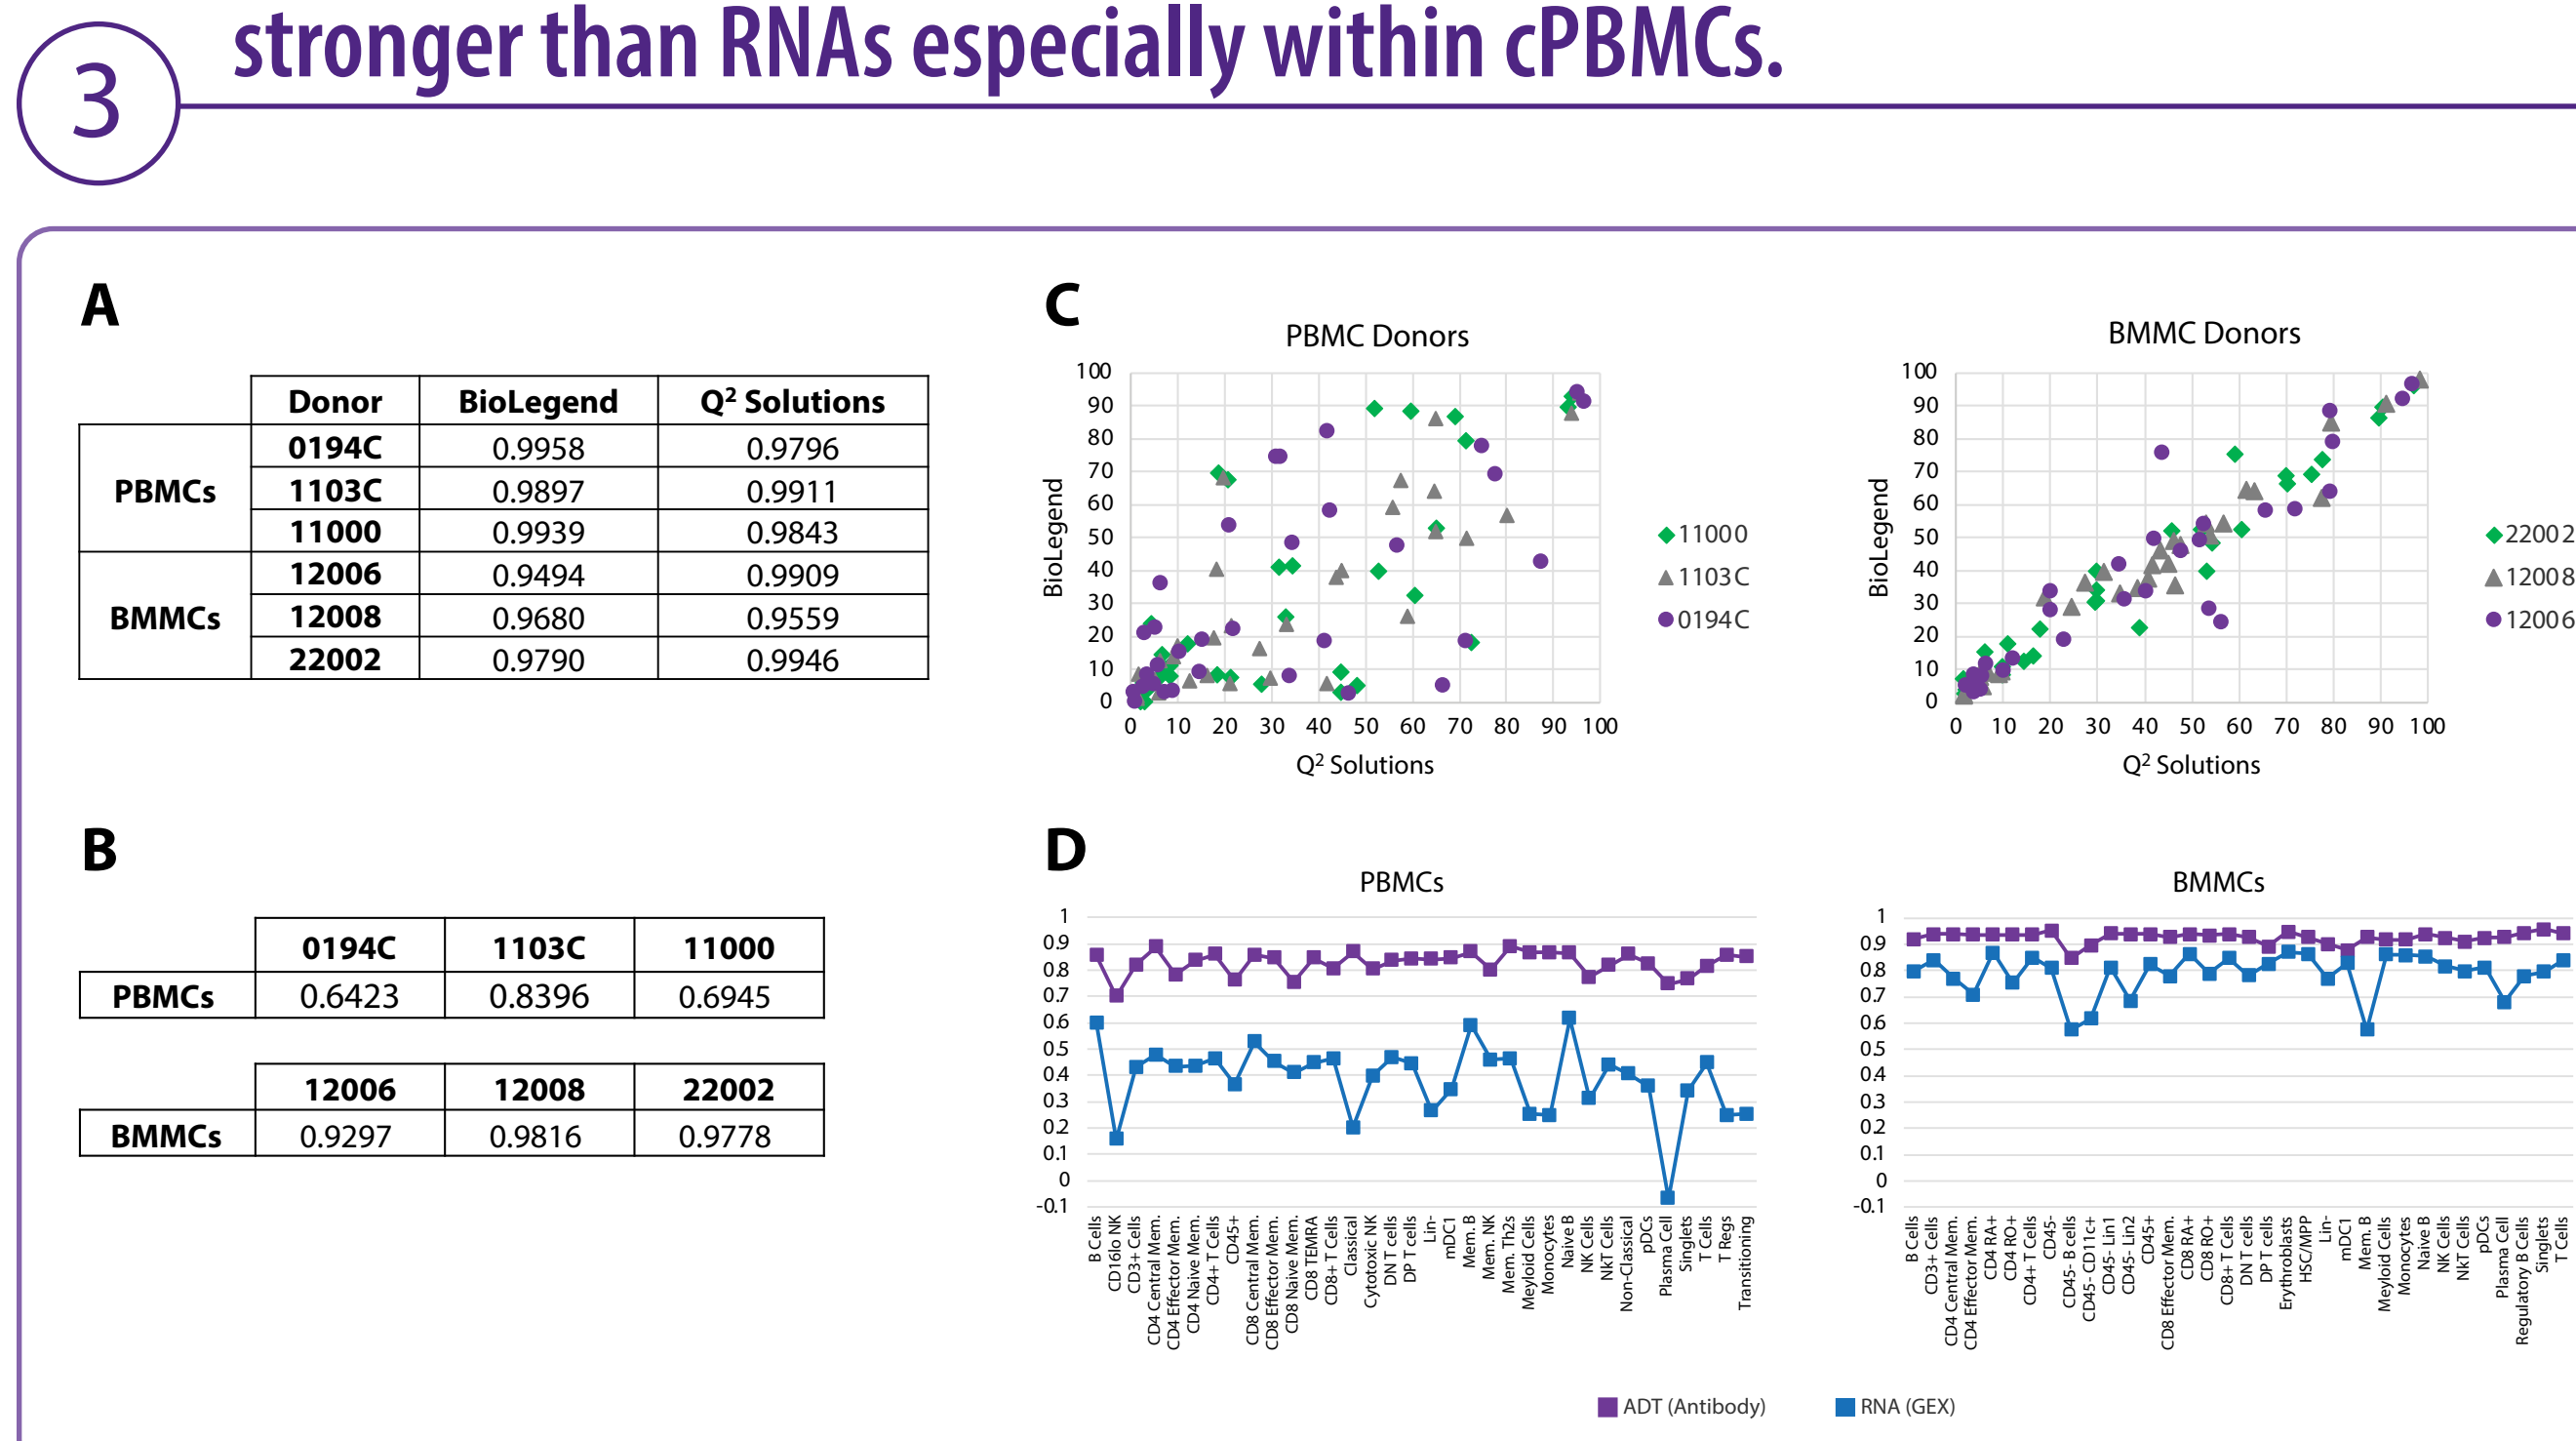 3
stronger than RNAs especially within cPBMCs.
A
Donor BioLegend Q² Solutions
PBMCs
0194C 0.9958 0.9796
1103C 0.9897 0.9911
11000 0.9939 0.9843
BMMCs
12006 0.9494 0.9909
12008 0.9680 0.9559
22002 0.9790 0.9946
B
0194C 1103C 11000
PBMCs 0.6423 0.8396 0.6945
12006 12008 22002
BMMCs 0.9297 0.9816 0.9778
C
PBMC Donors
BioLegend
100
90
80
70
60
50
40
30
20
10
0
0 10 20 30 40 50 60 70 80 90 100
Q² Solutions
11000
1103C
0194C
BMMC Donors
BioLegend
100
90
80
70
60
50
40
30
20
10
0
0 10 20 30 40 50 60 70 80 90 100
Q² Solutions
22002
12008
12006
D
PBMCs
1
0.9
0.8
0.7
0.6
0.5
0.4
0.3
0.2
0.1
0
-0.1
B Cells
CD16lo NK
CD3+ Cells
CD4 Central Mem.
CD4 Effector Mem.
CD4 Naive Mem.
CD4+ T Cells
CD45+
CD8 Central Mem.
CD8 Effector Mem.
CD8 Naive Mem.
CD8 TEMRA
CD8+ T Cells
Classical
Cytotoxic NK
DN T cells
DP T cells
Lin-
mDC1
Mem. B
Mem. NK
Mem. Th2s
Meyloid Cells
Monocytes
Naive B
NK Cells
NkT Cells
Non-Classical
pDCs
Plasma Cell
Singlets
T Cells
T Regs
Transitioning
BMMCs
1
0.9
0.8
0.7
0.6
0.5
0.4
0.3
0.2
0.1
0
-0.1
B Cells
CD3+ Cells
CD4 Central Mem.
CD4 Effector Mem.
CD4 RA+
CD4 RO+
CD4+ T Cells
CD45-
CD45- B cells
CD45- CD11c+
CD45- Lin1
CD45- Lin2
CD45+
CD8 Effector Mem.
CD8 RA+
CD8 RO+
CD8+ T Cells
DN T cells
DP T cells
Erythroblasts
HSC/MPP
Lin-
mDC1
Mem. B
Meyloid Cells
Monocytes
Naive B
NK Cells
NkT Cells
pDCs
Plasma Cell
Regulatory B Cells
Singlets
T Cells
ADT (Antibody)
RNA (GEX)